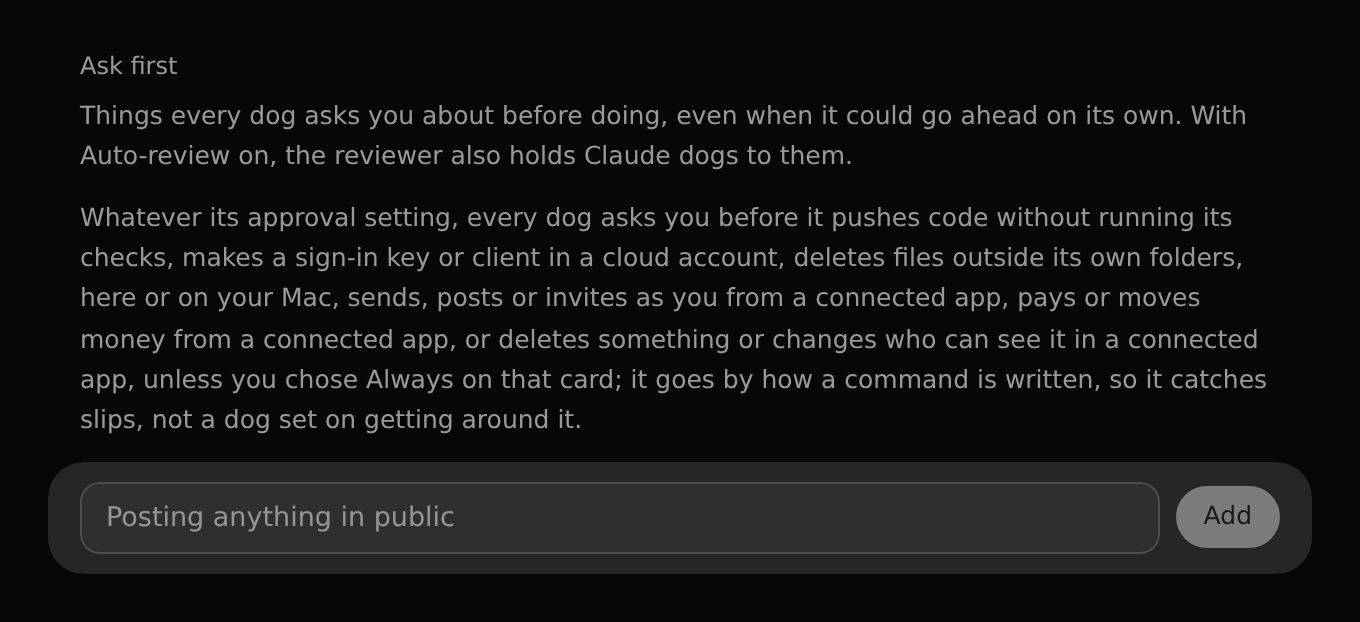 Ask first
Things every dog asks you about before doing, even when it could go ahead on its own. With
Auto-review on, the reviewer also holds Claude dogs to them.
Whatever its approval setting, every dog asks you before it pushes code without running its
checks, makes a sign-in key or client in a cloud account, deletes files outside its own folders,
here or on your Mac, sends, posts or invites as you from a connected app, pays or moves
money from a connected app, or deletes something or changes who can see it in a connected
app, unless you chose Always on that card; it goes by how a command is written, so it catches
slips, not a dog set on getting around it.
Posting anything in public
Add